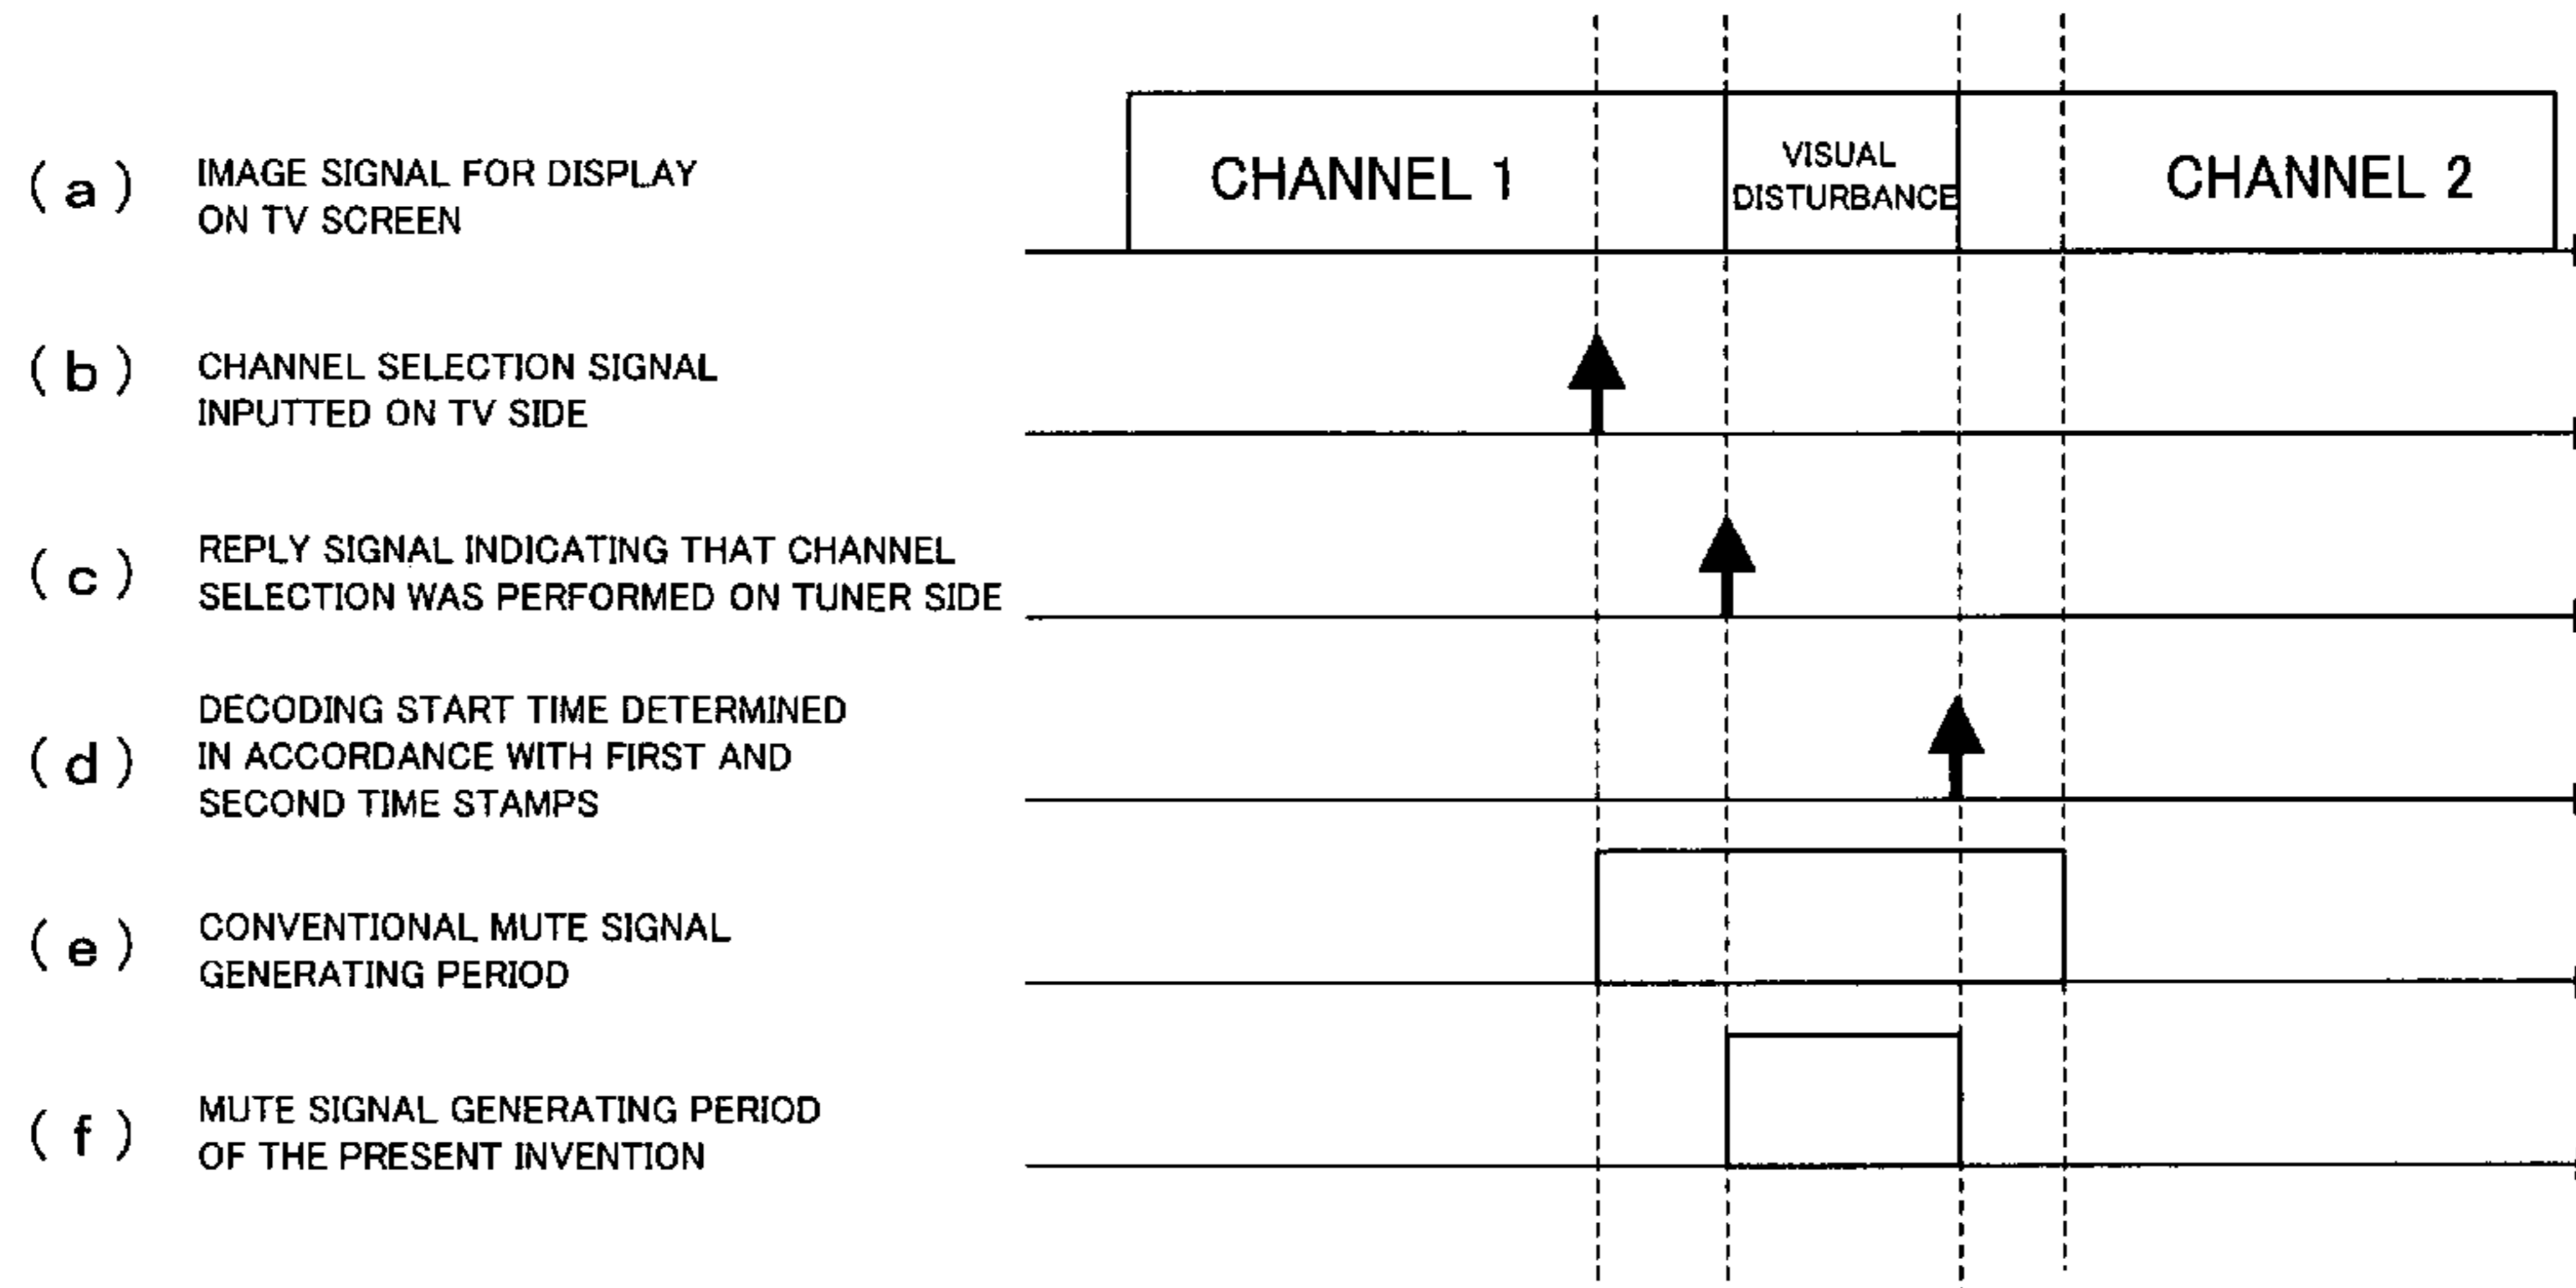 CHANNEL 1
VISUAL
DISTURBANCE
CHANNEL 2
(a) IMAGE SIGNAL FOR DISPLAY
ON TV SCREEN
(b) CHANNEL SELECTION SIGNAL
INPUTTED ON TV SIDE
(c) REPLY SIGNAL INDICATING THAT CHANNEL
SELECTION WAS PERFORMED ON TUNER SIDE
(d) DECODING START TIME DETERMINED
IN ACCORDANCE WITH FIRST AND
SECOND TIME STAMPS
(e) CONVENTIONAL MUTE SIGNAL
GENERATING PERIOD
(f) MUTE SIGNAL GENERATING PERIOD
OF THE PRESENT INVENTION